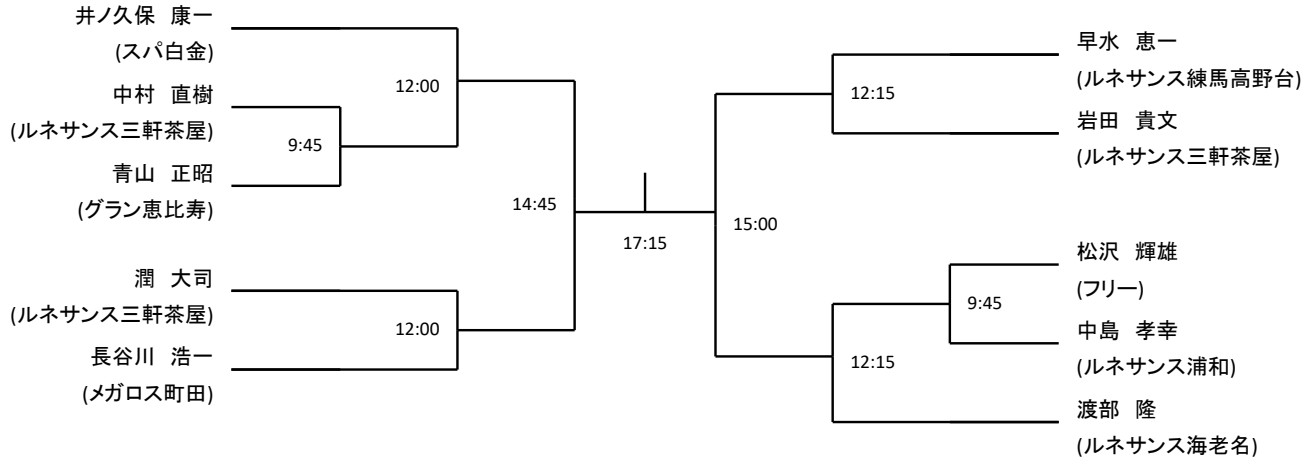 井ノ久保　康一
(スパ白金)
中村　直樹
(ルネサンス三軒茶屋)
青山　正昭
(グラン恵比寿)
潤　大司
(ルネサンス三軒茶屋)
長谷川　浩一
(メガロス町田)
9:45
12:00
12:00
14:45
17:15
15:00
12:15
9:45
12:15
早水　恵一
(ルネサンス練馬高野台)
岩田　貴文
(ルネサンス三軒茶屋)
松沢　輝雄
(フリー)
中島　孝幸
(ルネサンス浦和)
渡部　隆
(ルネサンス海老名)